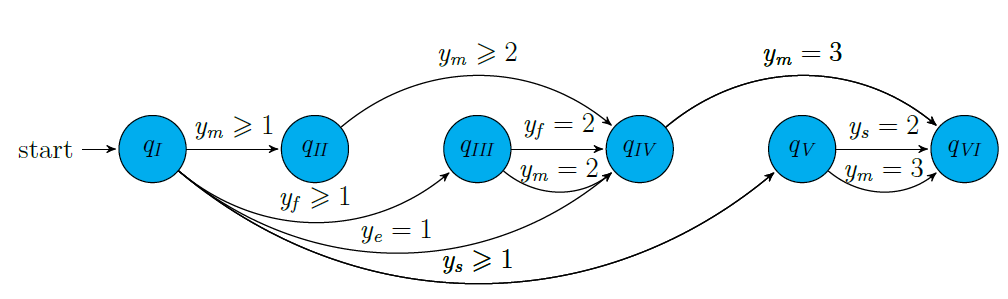 y_m ⩾ 2
y_m = 3
start
q_I
y_m ⩾ 1
q_II
q_III
y_f = 2
y_m = 2
q_IV
q_V
y_s = 2
y_m = 3
q_VI
y_f ⩾ 1
y_e = 1
y_s ⩾ 1